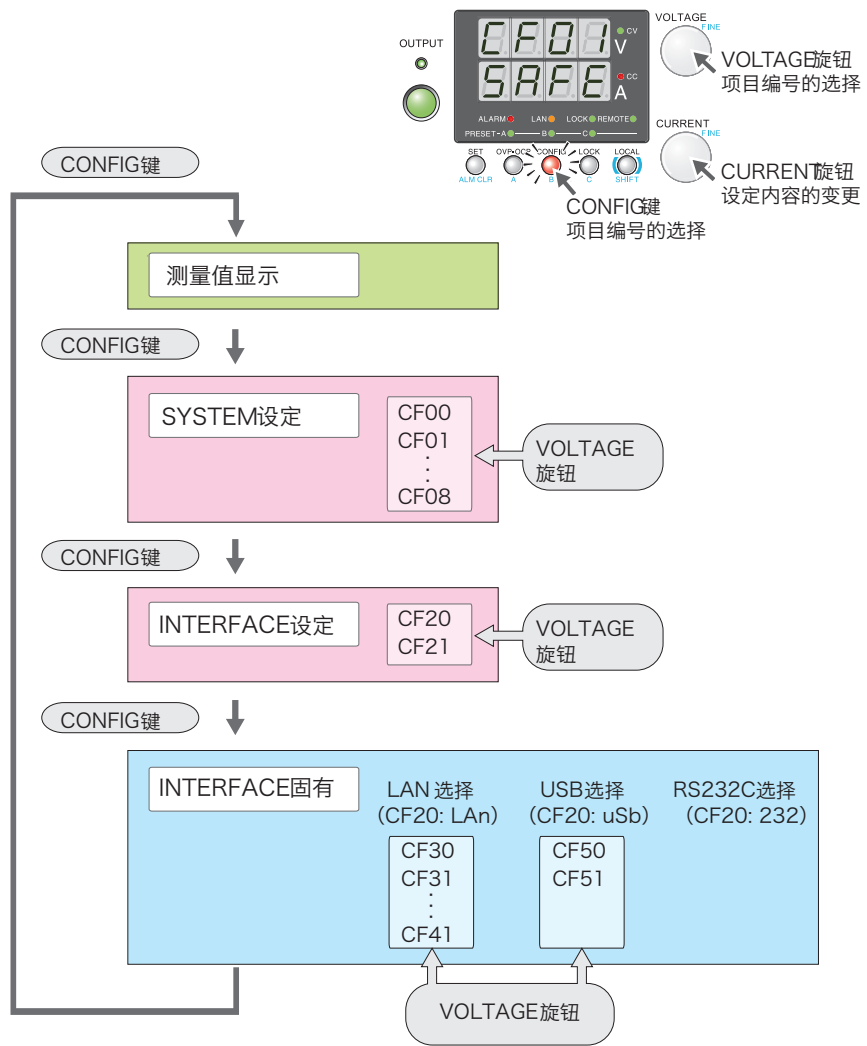 OUTPUT
CF01
CV
V
SAFE
CC
A
ALARM LAN LOCK REMOTE
PRESET-A B C
SET OVP•OCP CONFIG LOCK LOCAL
ALM CLR A B C SHIFT
VOLTAGE
FINE
VOLTAGE旋钮
项目编号的选择
CURRENT
FINE
CURRENT旋钮
设定内容的变更
CONFIG键
项目编号的选择
CONFIG键
测量值显示
CONFIG键
SYSTEM设定
CF00
CF01
⋮
CF08
VOLTAGE
旋钮
CONFIG键
INTERFACE设定
CF20
CF21
VOLTAGE
旋钮
CONFIG键
INTERFACE固有
LAN 选择
（CF20: LAn）
CF30
CF31
⋮
CF41
USB选择
（CF20: uSb）
CF50
CF51
RS232C选择
（CF20: 232）
VOLTAGE旋钮